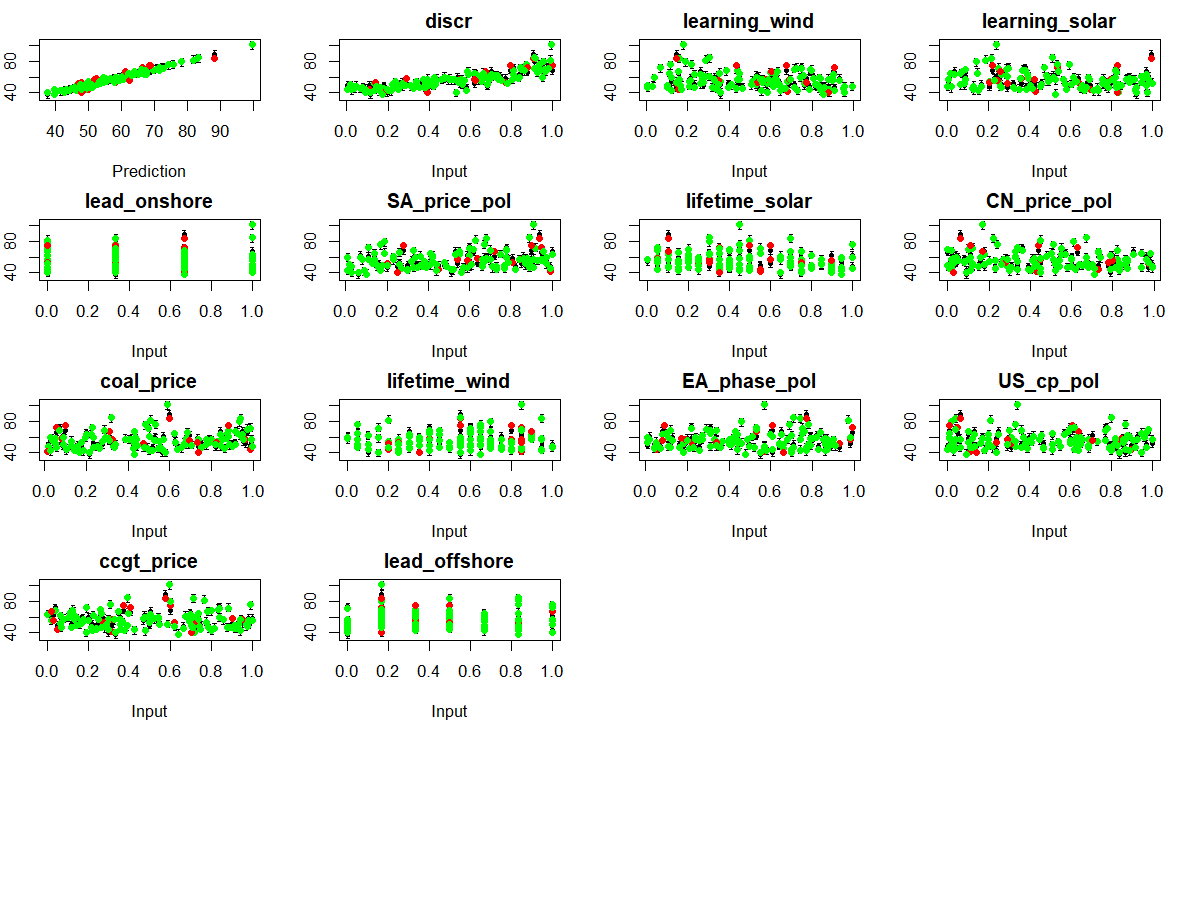 discr learning_wind learning_solar
40 80 40 80 40 80 40 80
40 50 60 70 80 90 0.0 0.2 0.4 0.6 0.8 1.0 0.0 0.2 0.4 0.6 0.8 1.0 0.0 0.2 0.4 0.6 0.8 1.0
Prediction Input Input Input
lead_onshore SA_price_pol lifetime_solar CN_price_pol
40 80 40 80 40 80 40 80
0.0 0.2 0.4 0.6 0.8 1.0 0.0 0.2 0.4 0.6 0.8 1.0 0.0 0.2 0.4 0.6 0.8 1.0 0.0 0.2 0.4 0.6 0.8 1.0
Input Input Input Input
coal_price lifetime_wind EA_phase_pol US_cp_pol
40 80 40 80 40 80 40 80
0.0 0.2 0.4 0.6 0.8 1.0 0.0 0.2 0.4 0.6 0.8 1.0 0.0 0.2 0.4 0.6 0.8 1.0 0.0 0.2 0.4 0.6 0.8 1.0
Input Input Input Input
ccgt_price lead_offshore
40 80 40 80
0.0 0.2 0.4 0.6 0.8 1.0 0.0 0.2 0.4 0.6 0.8 1.0
Input Input